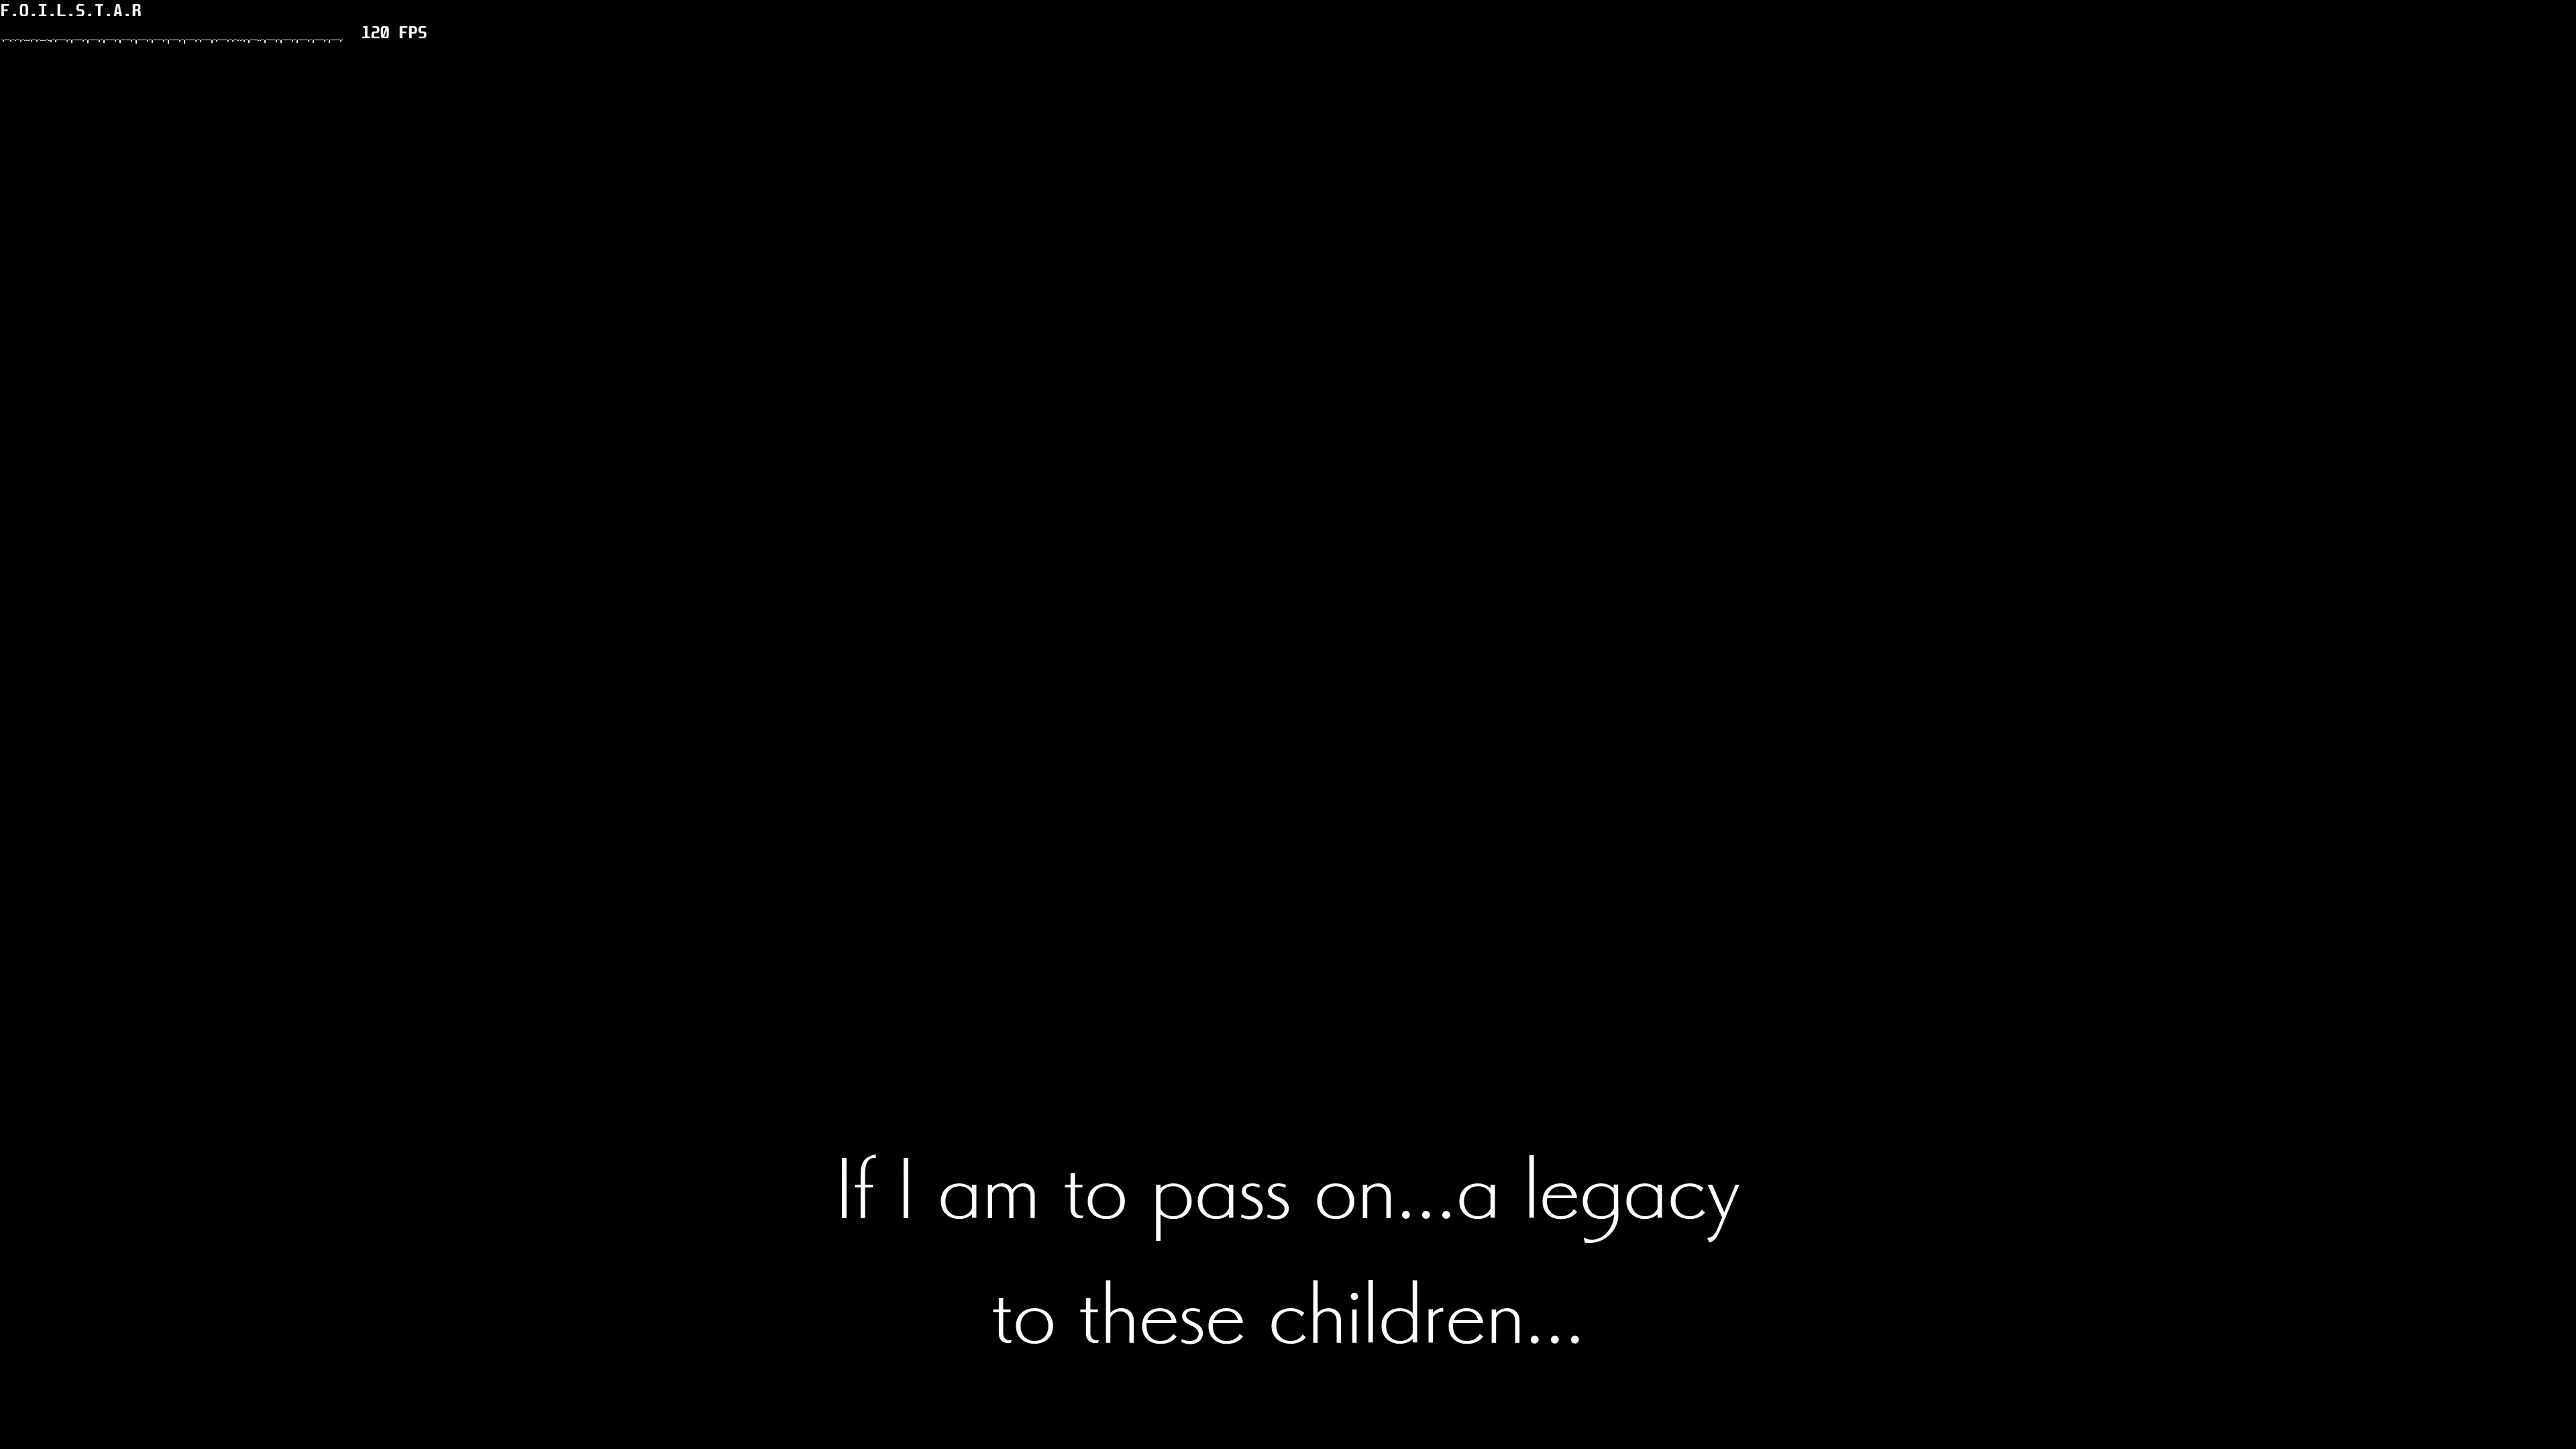 F.O.I.L.S.T.A.R
120 FPS
If I am to pass on...a legacy
to these children...